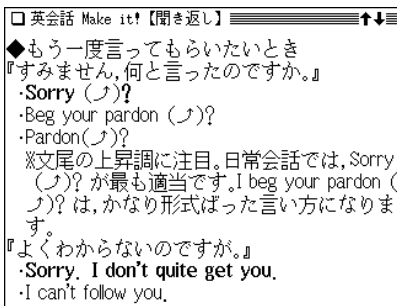 英会話 Make it!【聞き返し】
◆もう一度言ってもらいたいとき
『すみません,何と言ったのですか。』
・Sorry (⤴)?
・Beg your pardon (⤴)?
・Pardon(⤴)?
※文尾の上昇調に注目。日常会話では,Sorry
(⤴)? が最も適当です。I beg your pardon (
⤴)? は,かなり形式ばった言い方になりま
す。
『よくわからないのですが。』
・Sorry. I don't quite get you.
・I can't follow you.